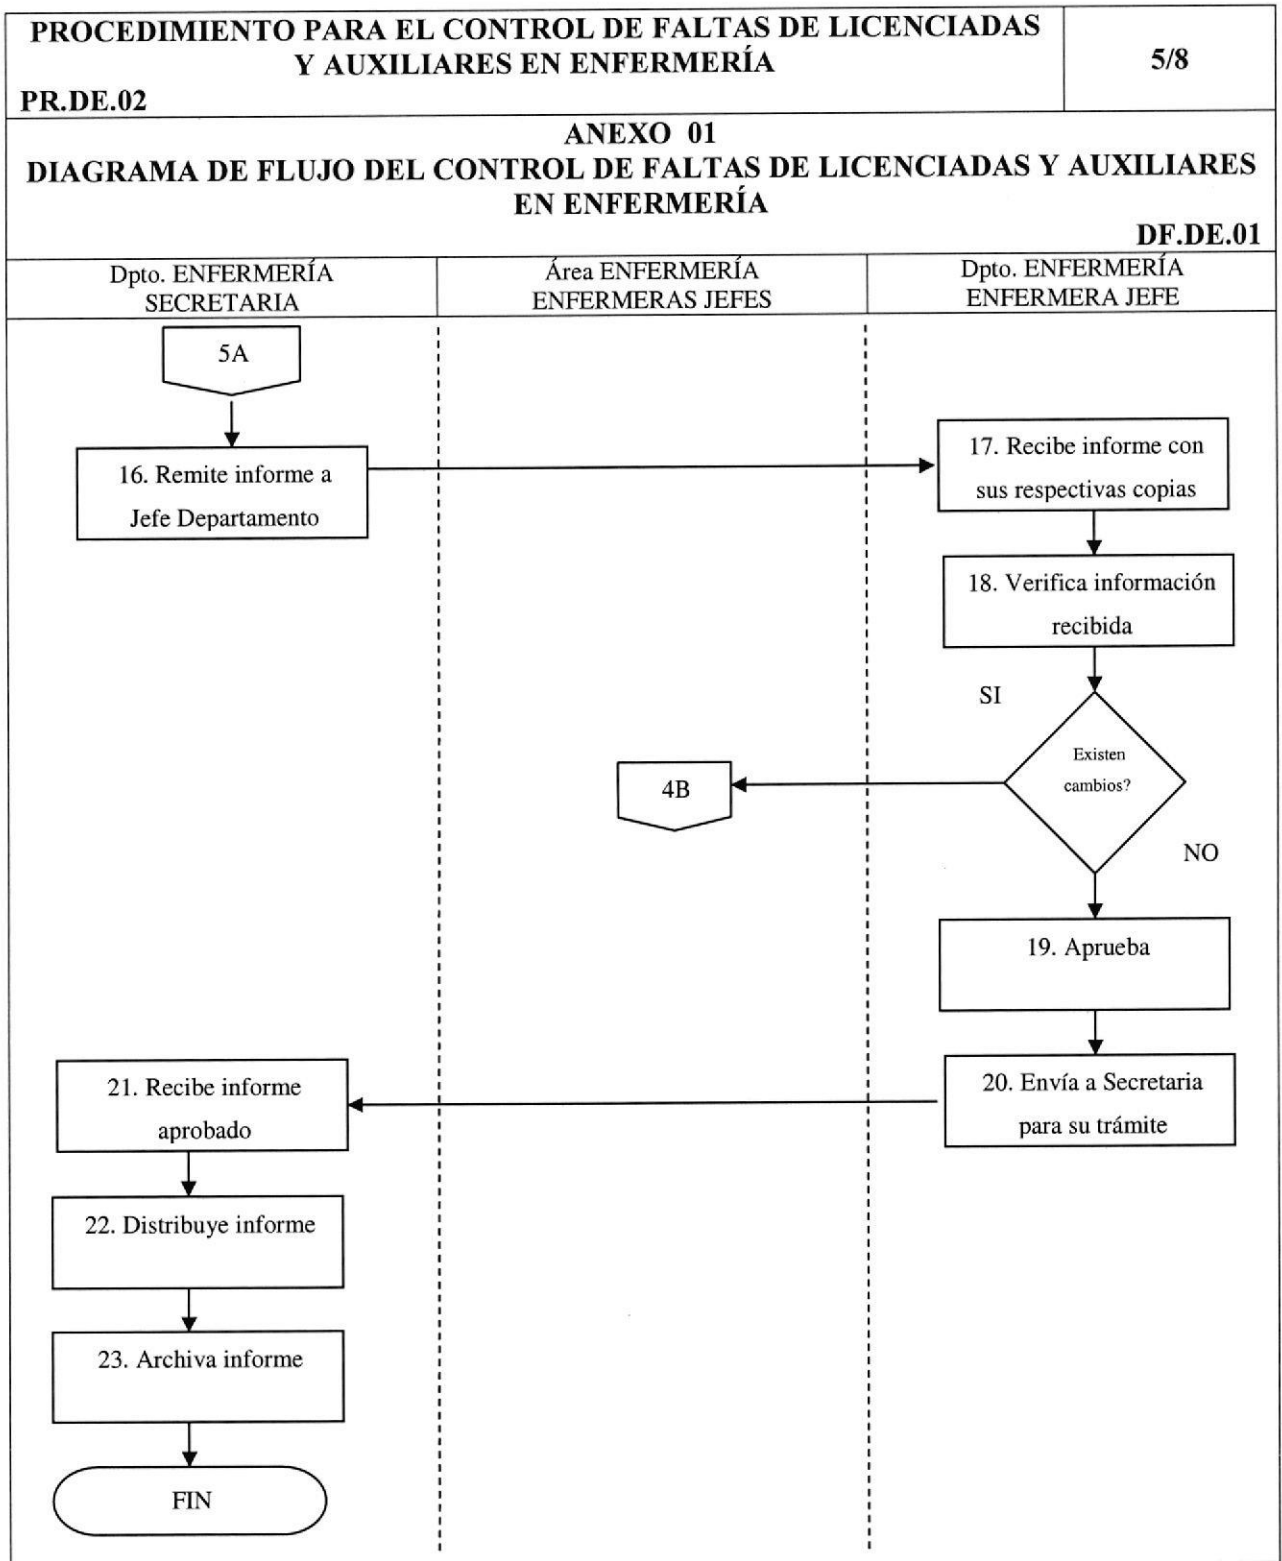 PROCEDIMIENTO PARA EL CONTROL DE FALTAS DE LICENCIADAS
Y AUXILIARES EN ENFERMERÍA
5/8
PR.DE.02
ANEXO 01
DIAGRAMA DE FLUJO DEL CONTROL DE FALTAS DE LICENCIADAS Y AUXILIARES
EN ENFERMERÍA
DF.DE.01
Dpto. ENFERMERÍA
SECRETARIA
Área ENFERMERÍA
ENFERMERAS JEFES
Dpto. ENFERMERÍA
ENFERMERA JEFE
5A
16. Remite informe a
Jefe Departamento
17. Recibe informe con
sus respectivas copias
18. Verifica información
recibida
SI
Existen
cambios?
4B
NO
19. Aprueba
20. Envía a Secretaria
para su trámite
21. Recibe informe
aprobado
22. Distribuye informe
23. Archiva informe
FIN